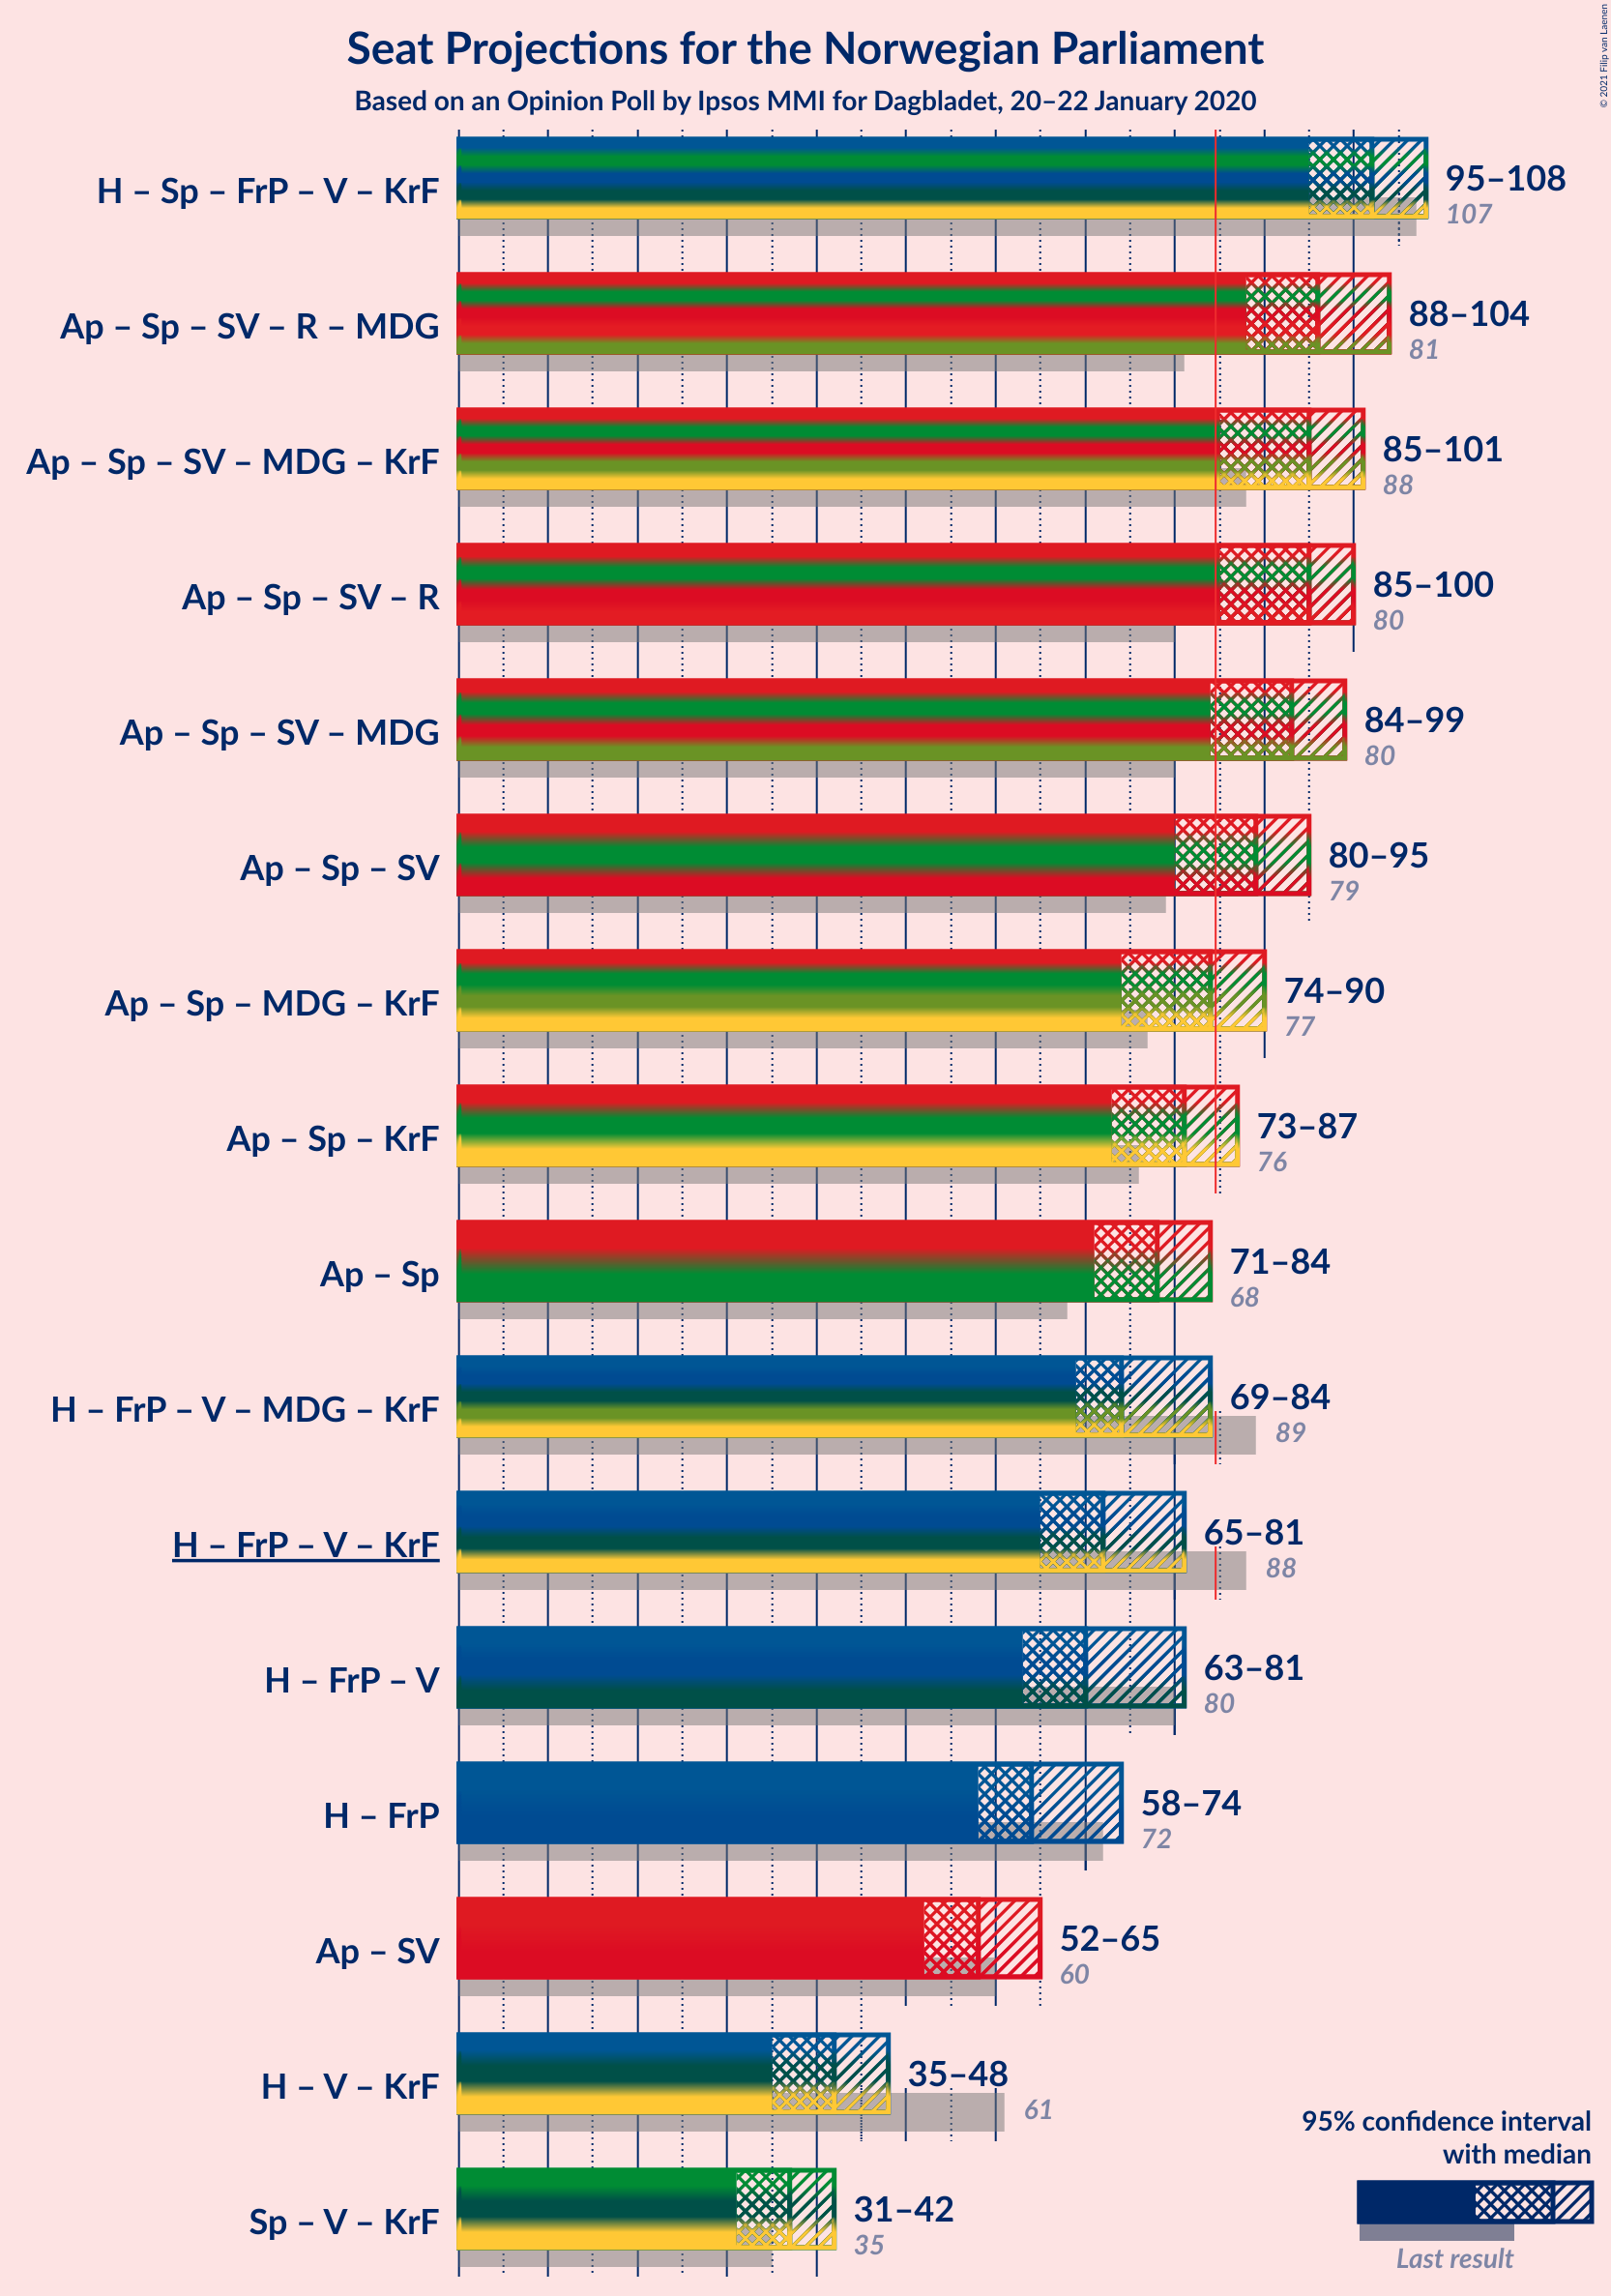 Seat Projections for the Norwegian Parliament
Based on an Opinion Poll by Ipsos MMI for Dagbladet, 20–22 January 2020
© 2021 Filip van Laenen
H – Sp – FrP – V – KrF
95–108
107
Ap – Sp – SV – R – MDG
88–104
81
Ap – Sp – SV – MDG – KrF
85–101
88
Ap – Sp – SV – R
85–100
80
Ap – Sp – SV – MDG
84–99
80
Ap – Sp – SV
80–95
79
Ap – Sp – MDG – KrF
74–90
77
Ap – Sp – KrF
73–87
76
Ap – Sp
71–84
68
H – FrP – V – MDG – KrF
69–84
89
H – FrP – V – KrF
65–81
88
H – FrP – V
63–81
80
H – FrP
58–74
72
Ap – SV
52–65
60
H – V – KrF
35–48
61
Sp – V – KrF
31–42
35
95% confidence interval
with median
Last result